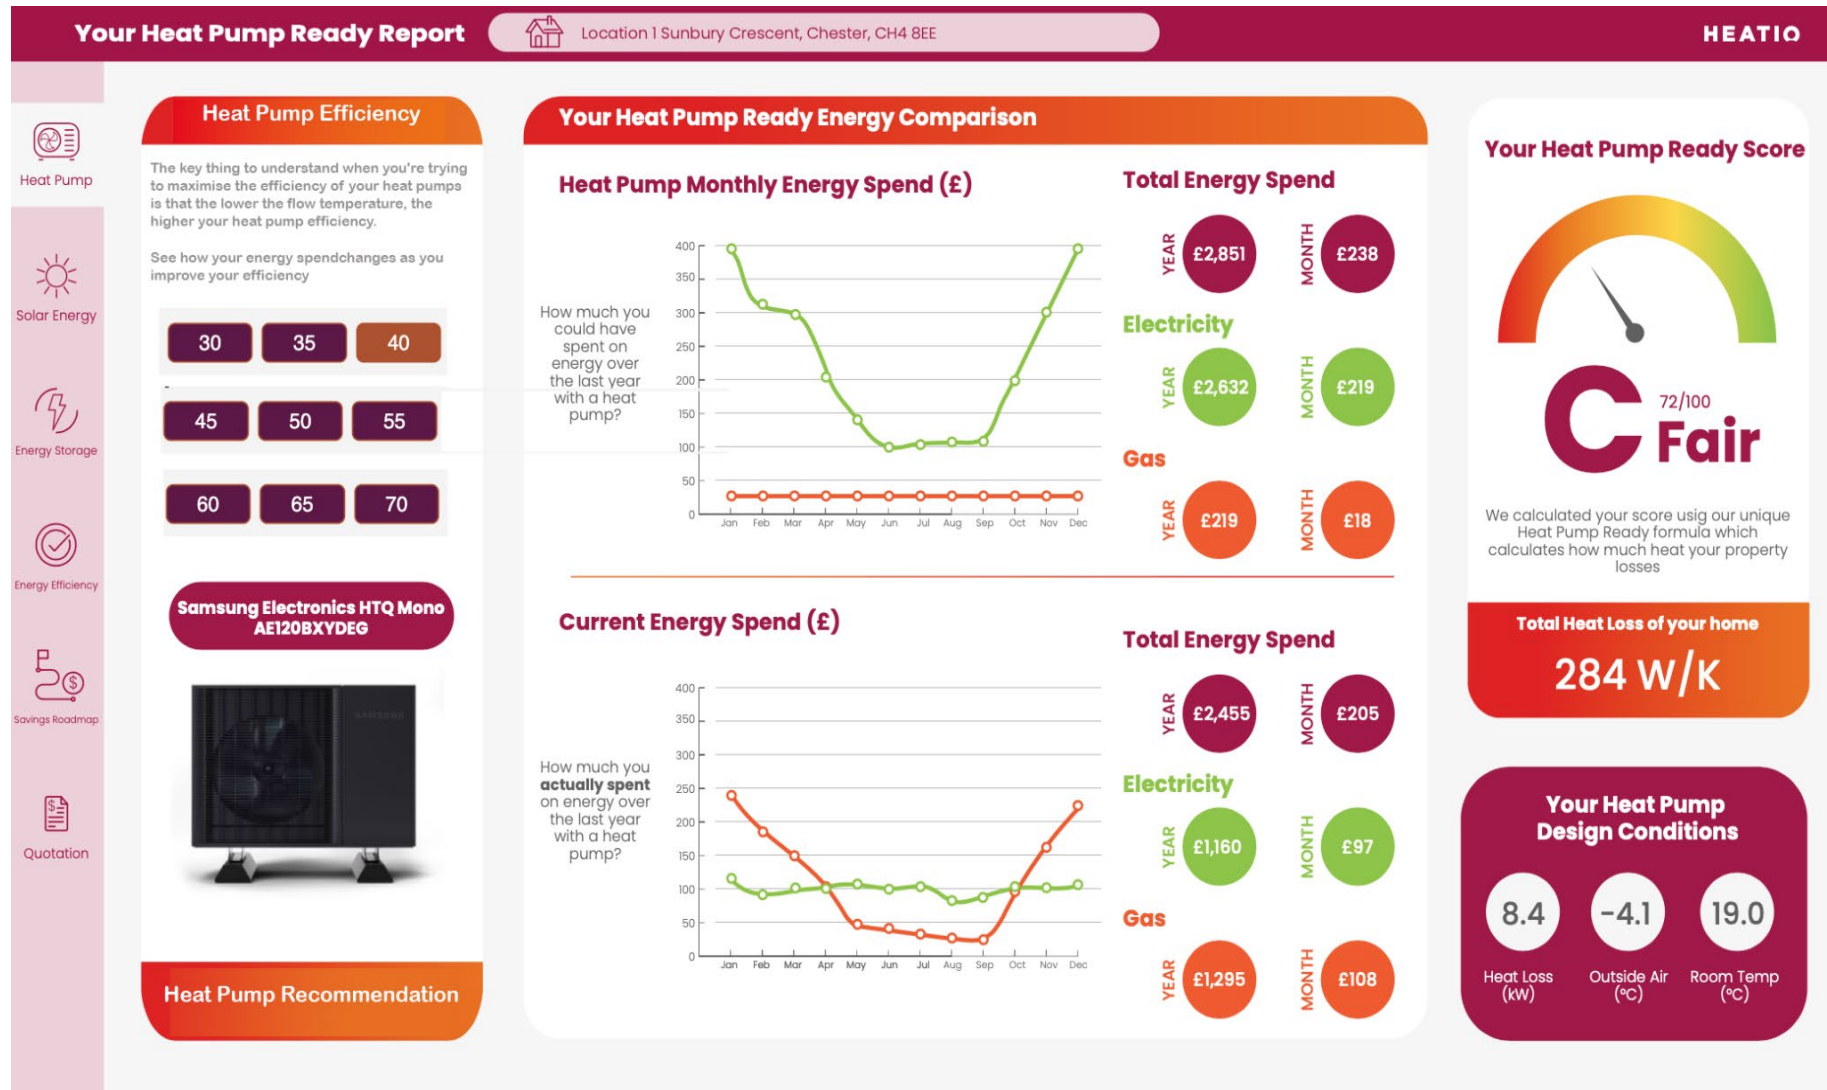 Your Heat Pump Ready Report
Location 1 Sunbury Crescent, Chester, CH4 8EE
HEATIO
Heat Pump
Solar Energy
Energy Storage
Energy Efficiency
Savings Roadmap
Quotation
Heat Pump Efficiency
The key thing to understand when you're trying
to maximise the efficiency of your heat pumps
is that the lower the flow temperature, the
higher your heat pump efficiency.
See how your energy spendchanges as you
improve your efficiency
30 35 40
45 50 55
60 65 70
Samsung Electronics HTQ Mono
AE120BXYDEG
SAMSUNG
Heat Pump Recommendation
Your Heat Pump Ready Energy Comparison
Heat Pump Monthly Energy Spend (£)
How much you
could have
spent on
energy over
the last year
with a heat
pump?
400
350
300
250
200
150
100
50
0
Jan Feb Mar Apr May Jun Jul Aug Sep Oct Nov Dec
Total Energy Spend
YEAR £2,851 MONTH £238
Electricity
YEAR £2,632 MONTH £219
Gas
YEAR £219 MONTH £18
Current Energy Spend (£)
How much you
actually spent
on energy over
the last year
with a heat
pump?
400
350
300
250
200
150
100
50
0
Jan Feb Mar Apr May Jun Jul Aug Sep Oct Nov Dec
Total Energy Spend
YEAR £2,455 MONTH £205
Electricity
YEAR £1,160 MONTH £97
Gas
YEAR £1,295 MONTH £108
Your Heat Pump Ready Score
C
72/100
Fair
We calculated your score usig our unique
Heat Pump Ready formula which
calculates how much heat your property
losses
Total Heat Loss of your home
284 W/K
Your Heat Pump
Design Conditions
8.4 -4.1 19.0
Heat Loss Outside Air Room Temp
(kW) (°C) (°C)